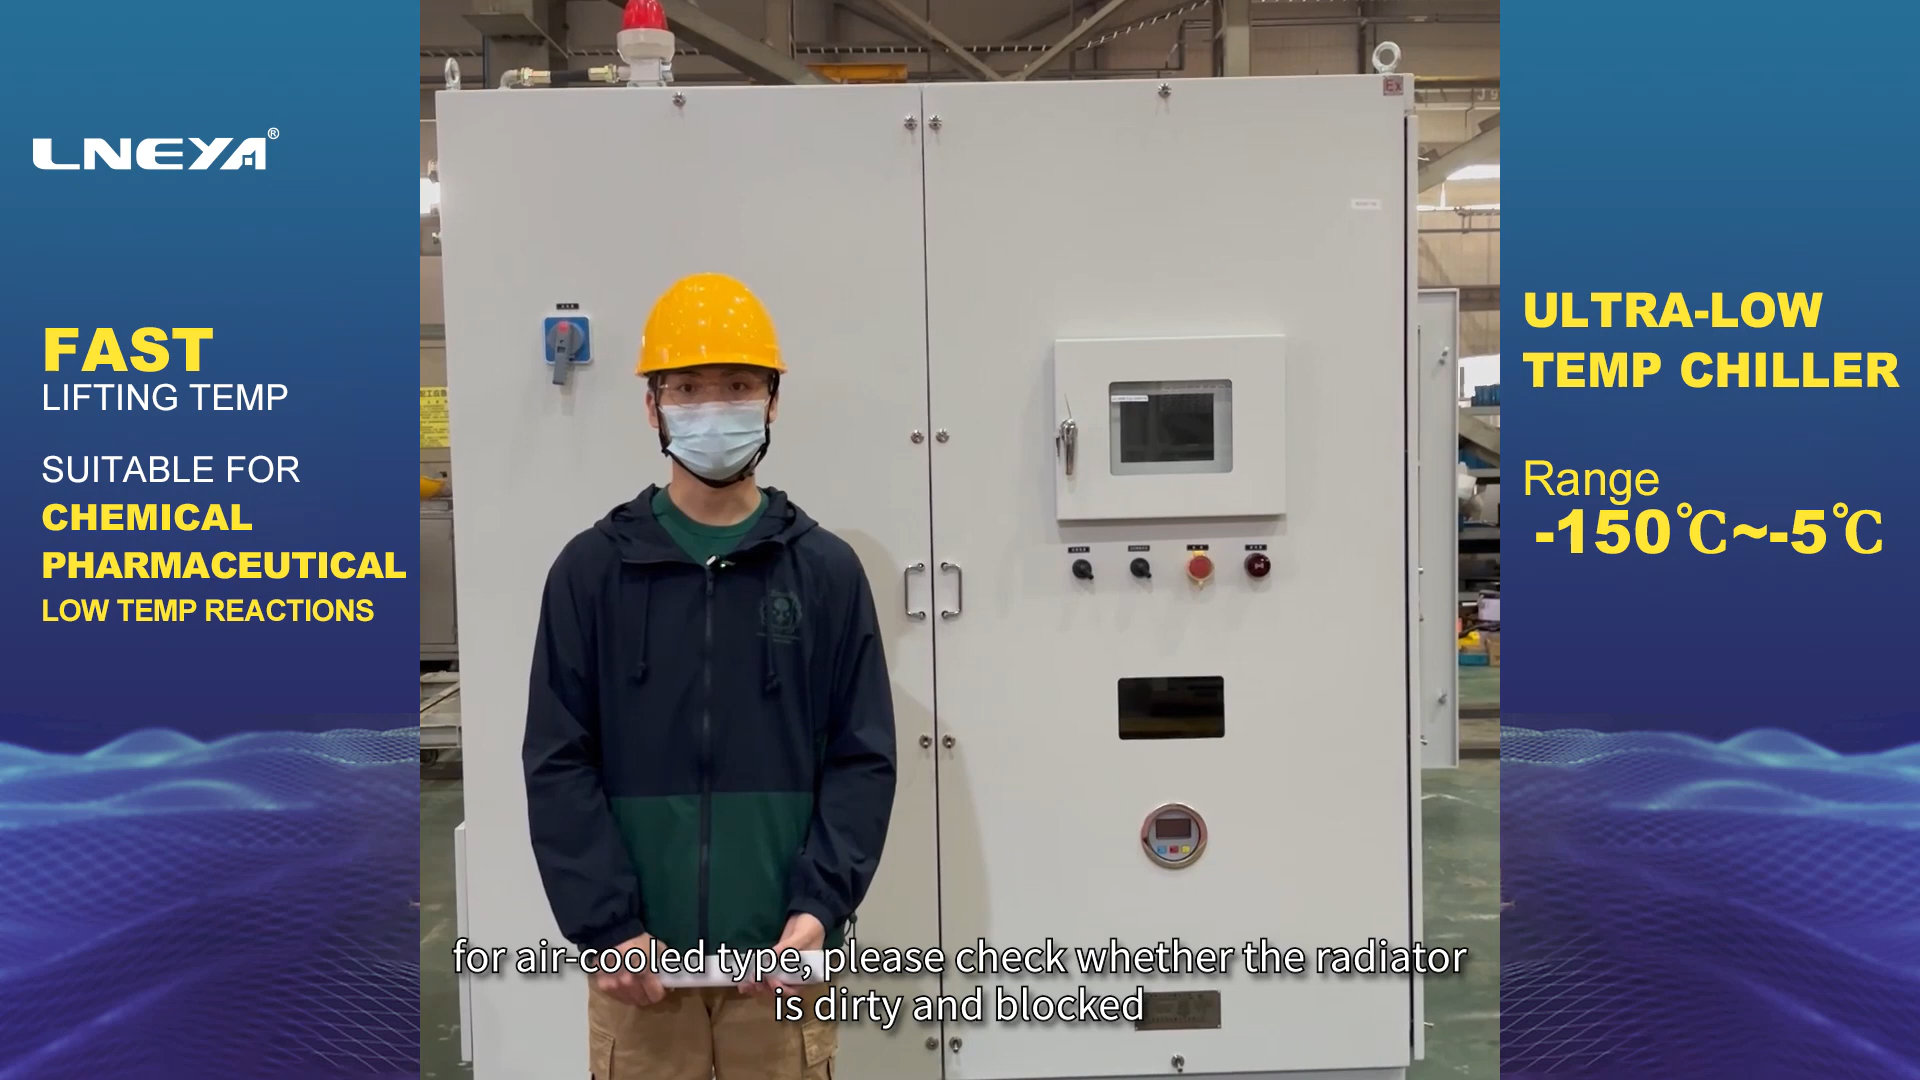 LNEYA®
FAST
LIFTING TEMP
SUITABLE FOR
CHEMICAL
PHARMACEUTICAL
LOW TEMP REACTIONS
ULTRA-LOW
TEMP CHILLER
Range
-150℃~-5℃
Ex
for air-cooled type, please check whether the radiator
is dirty and blocked